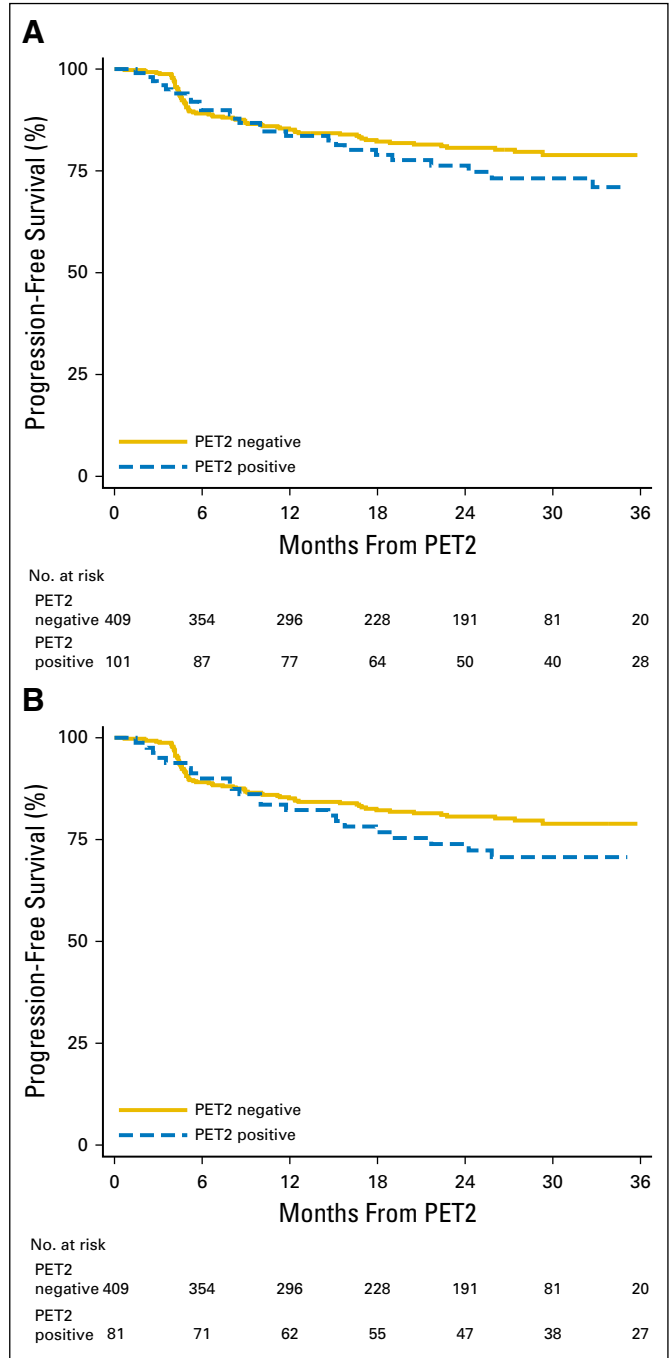 A
Progression-Free Survival (%)
100
75
50
25
0
PET2 negative
PET2 positive
0 6 12 18 24 30 36
Months From PET2
No. at risk
PET2
negative 409 354 296 228 191 81 20
PET2
positive 101 87 77 64 50 40 28
B
Progression-Free Survival (%)
100
75
50
25
0
PET2 negative
PET2 positive
0 6 12 18 24 30 36
Months From PET2
No. at risk
PET2
negative 409 354 296 228 191 81 20
PET2
positive 81 71 62 55 47 38 27